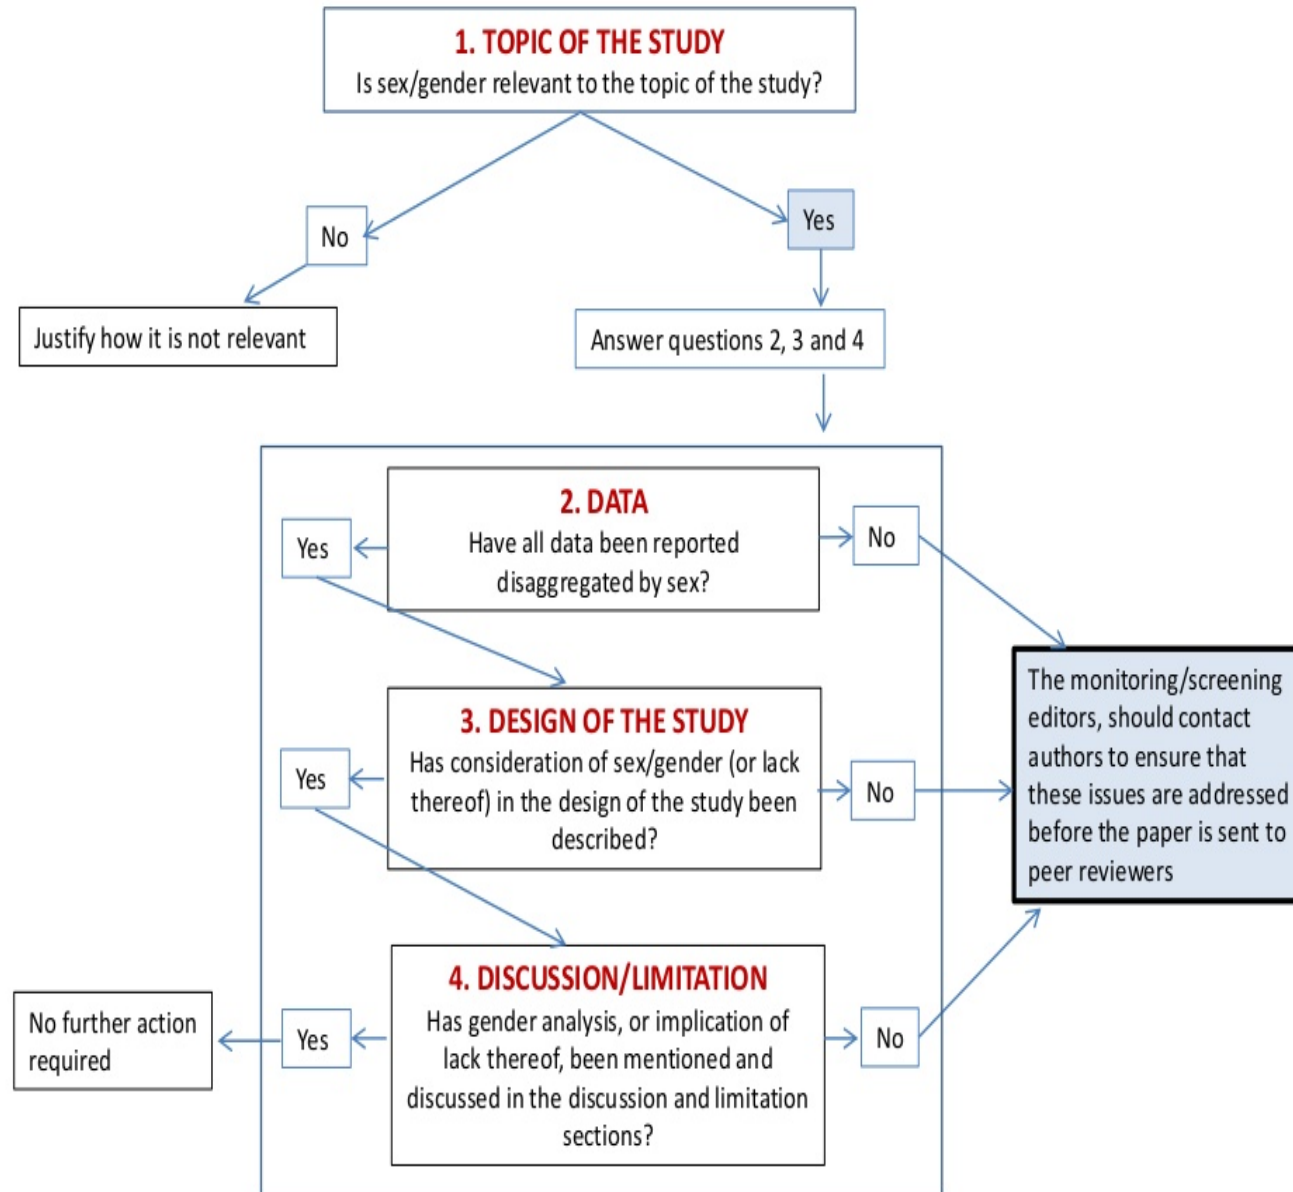 1. TOPIC OF THE STUDY
Is sex/gender relevant to the topic of the study?
No
Yes
Justify how it is not relevant
Answer questions 2, 3 and 4
2. DATA
Have all data been reported
disaggregated by sex?
Yes
No
3. DESIGN OF THE STUDY
Has consideration of sex/gender (or lack
thereof) in the design of the study been
described?
Yes
No
The monitoring/screening
editors, should contact
authors to ensure that
these issues are addressed
before the paper is sent to
peer reviewers
4. DISCUSSION/LIMITATION
Has gender analysis, or implication of
lack thereof, been mentioned and
discussed in the discussion and limitation
sections?
Yes
No
No further action
required